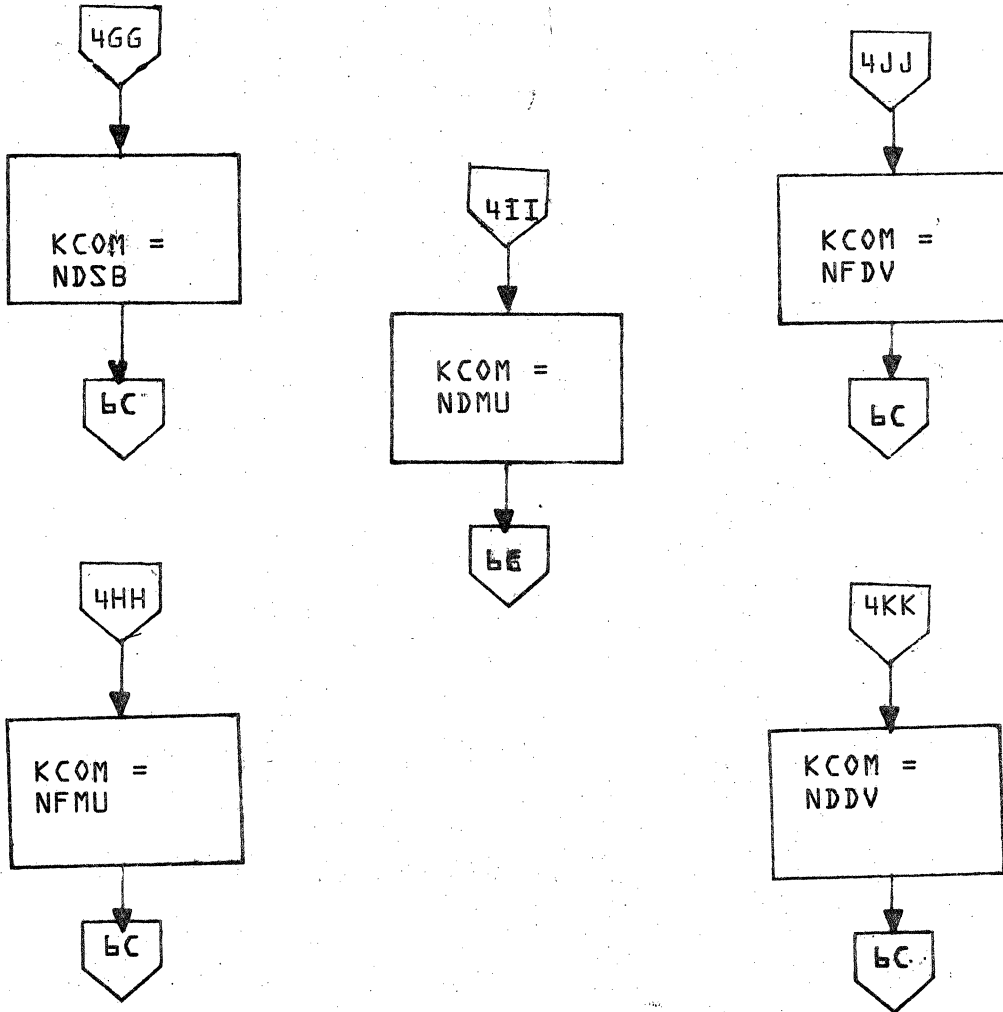 4GG
KCOM =
NDSB
6C
4HH
KCOM =
NFMU
6C
4II
KCOM =
NDMU
4JJ
KCOM =
NFDV
6C
4KK
KCOM =
NDDV
6C